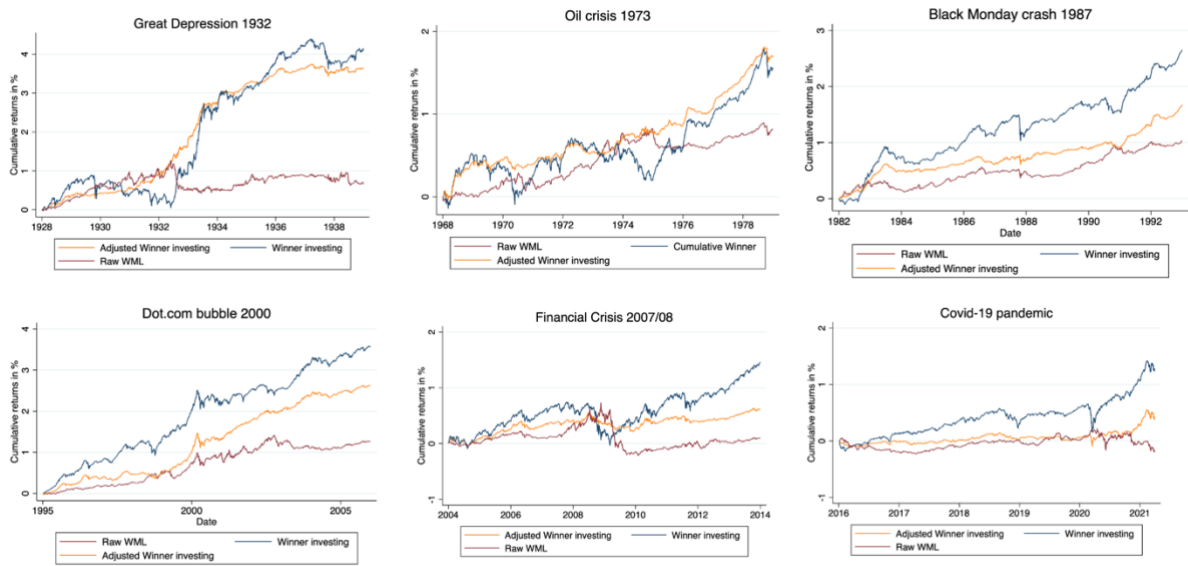 Great Depression 1932
Cumulative returns in %
4
3
2
1
0
1928 1930 1932 1934 1936 1938
Adjusted Winner investing Winner investing
Raw WML
Oil crisis 1973
Cumulative retruns in %
2
1
0
1968 1970 1972 1974 1976 1978
Raw WML Cumulative Winner
Adjusted Winner investing
Black Monday crash 1987
Cumulative returns in %
3
2
1
0
1982 1984 1986 1988 1990 1992
Date
Raw WML Winner investing
Adjusted Winner investing
Dot.com bubble 2000
Cumulative returns in %
4
3
2
1
0
1995 2000 2005
Date
Raw WML Winner investing
Adjusted Winner investing
Financial Crisis 2007/08
Cumulative returns in %
2
1
0
-1
2004 2006 2008 2010 2012 2014
Adjusted Winner investing Winner investing
Raw WML
Covid-19 pandemic
Cumulative returns in %
2
1
0
-1
2016 2017 2018 2019 2020 2021
Adjusted Winner investing Winner investing
Raw WML